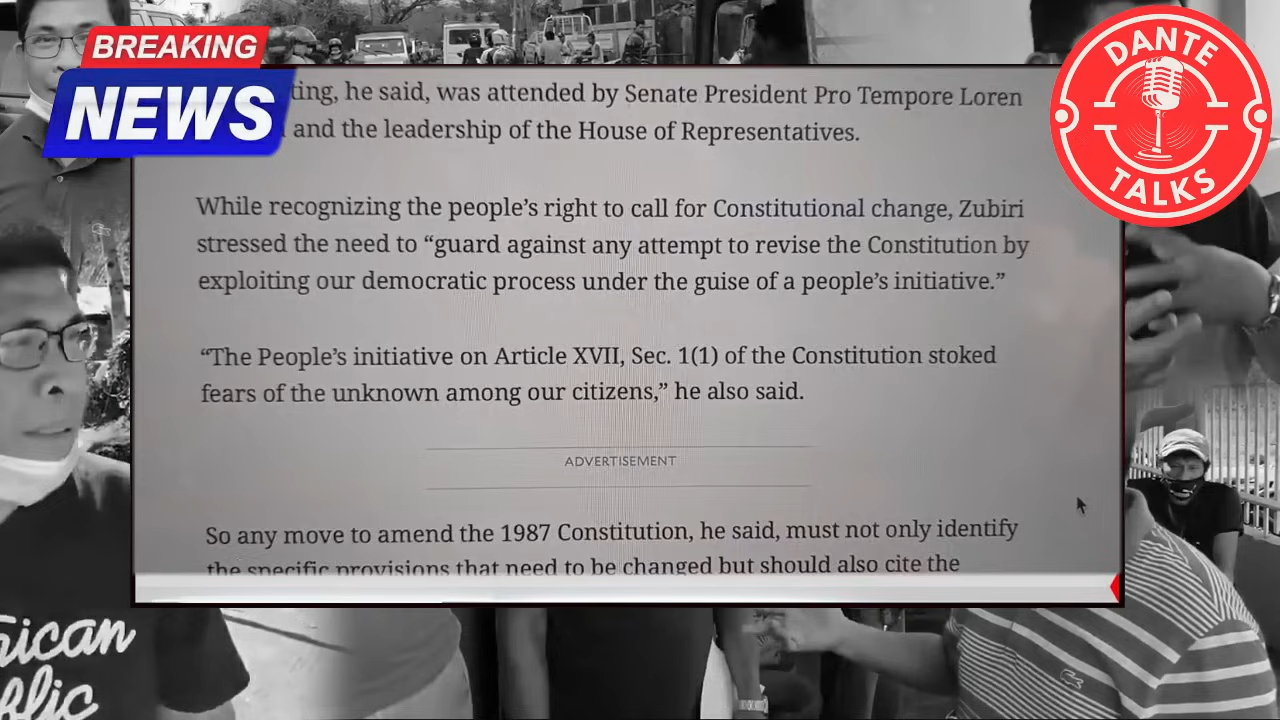 BREAKING
NEWS
DANTE
TALKS
ting, he said, was attended by Senate President Pro Tempore Loren
and the leadership of the House of Representatives.
While recognizing the people’s right to call for Constitutional change, Zubiri
stressed the need to “guard against any attempt to revise the Constitution by
exploiting our democratic process under the guise of a people’s initiative.”
“The People’s initiative on Article XVII, Sec. 1(1) of the Constitution stoked
fears of the unknown among our citizens,” he also said.
ADVERTISEMENT
So any move to amend the 1987 Constitution, he said, must not only identify
the specific provisions that need to be changed but should also cite the